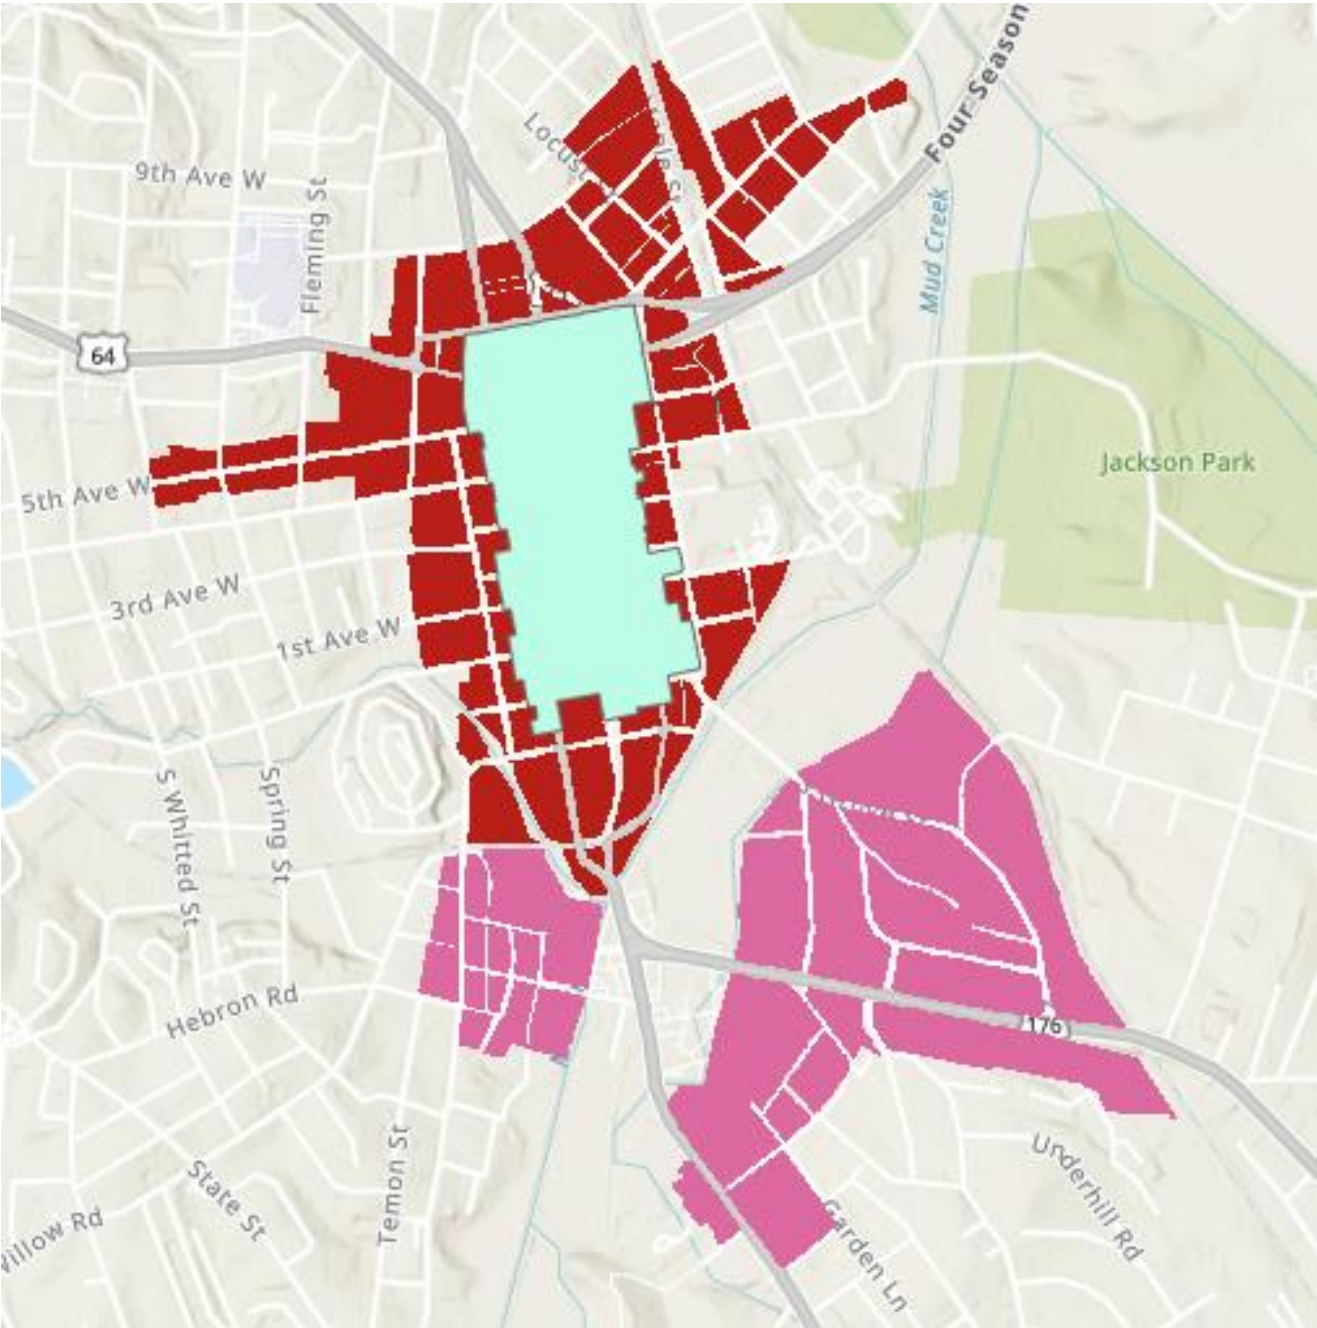 Four Season
Locust
9th Ave W
Fleming St
Mud Creek
64
Jackson Park
5th Ave W
3rd Ave W
1st Ave W
S Whitted St
Spring St
Hebron Rd
176
Temon St
State St
Underhill Rd
Garden Ln
Willow Rd